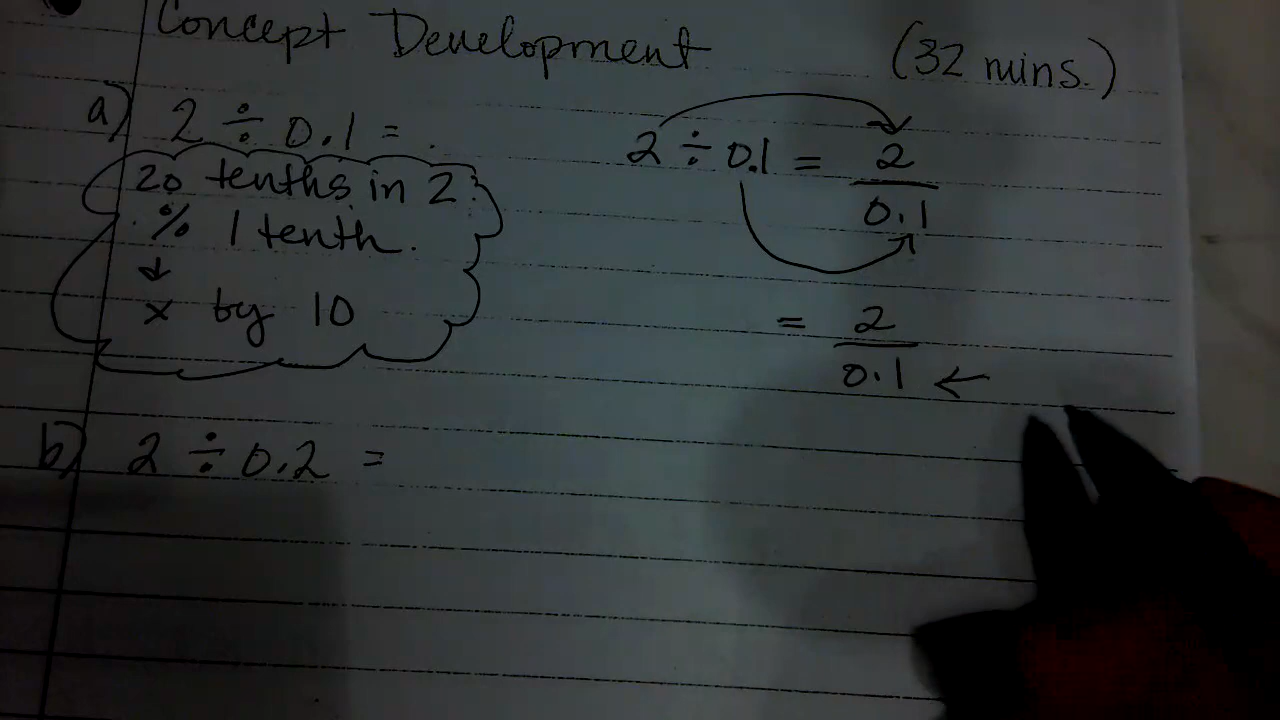 Concept Development (32 mins.)
a) 2 ÷ 0.1 = .
20 tenths in 2.
% 1 tenth.
↓
x by 10
2 ÷ 0.1 = 2/0.1
= 2/0.1 ←
b) 2 ÷ 0.2 =